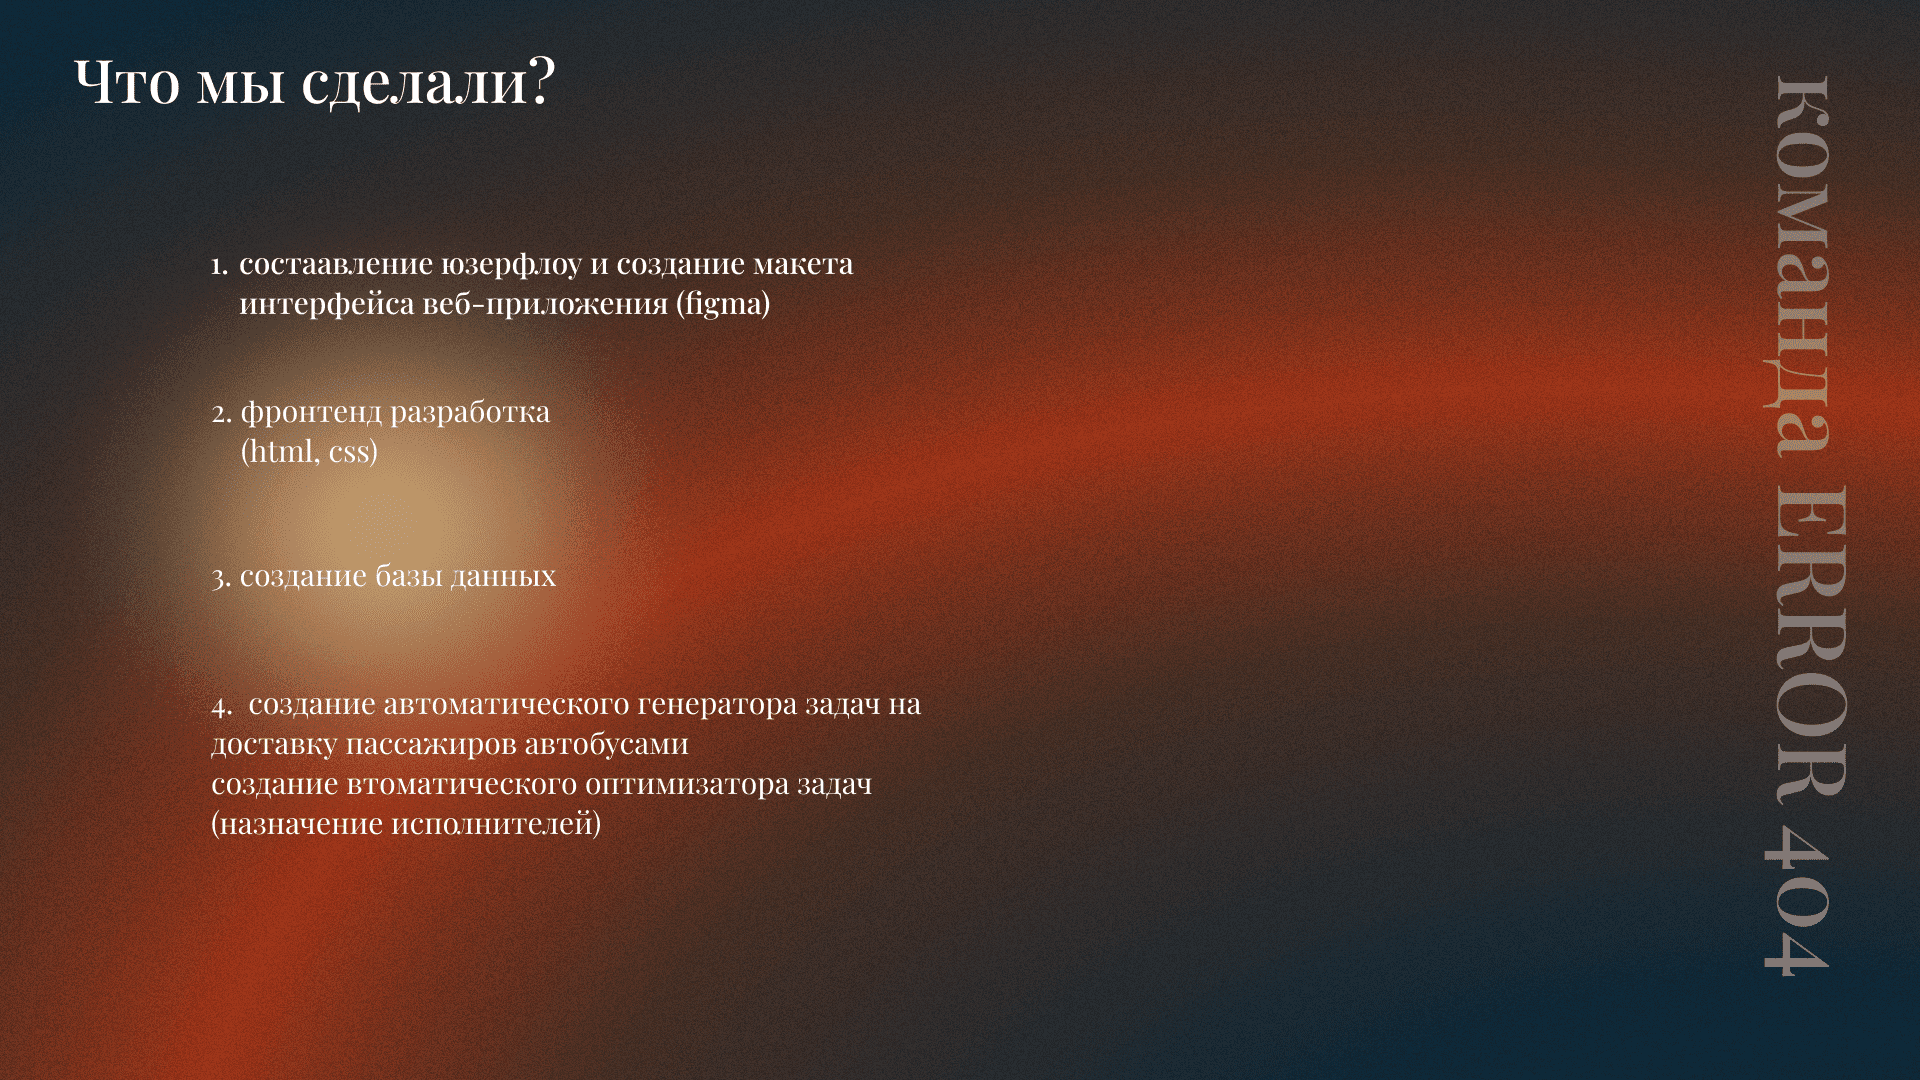 Что мы сделали?
1. состаавление юзерфлоу и создание макета
интерфейса веб-приложения (figma)
2. фронтенд разработка
(html, css)
3. создание базы данных
4. создание автоматического генератора задач на
доставку пассажиров автобусами
создание втоматического оптимизатора задач
(назначение исполнителей)
команда ERROR 404